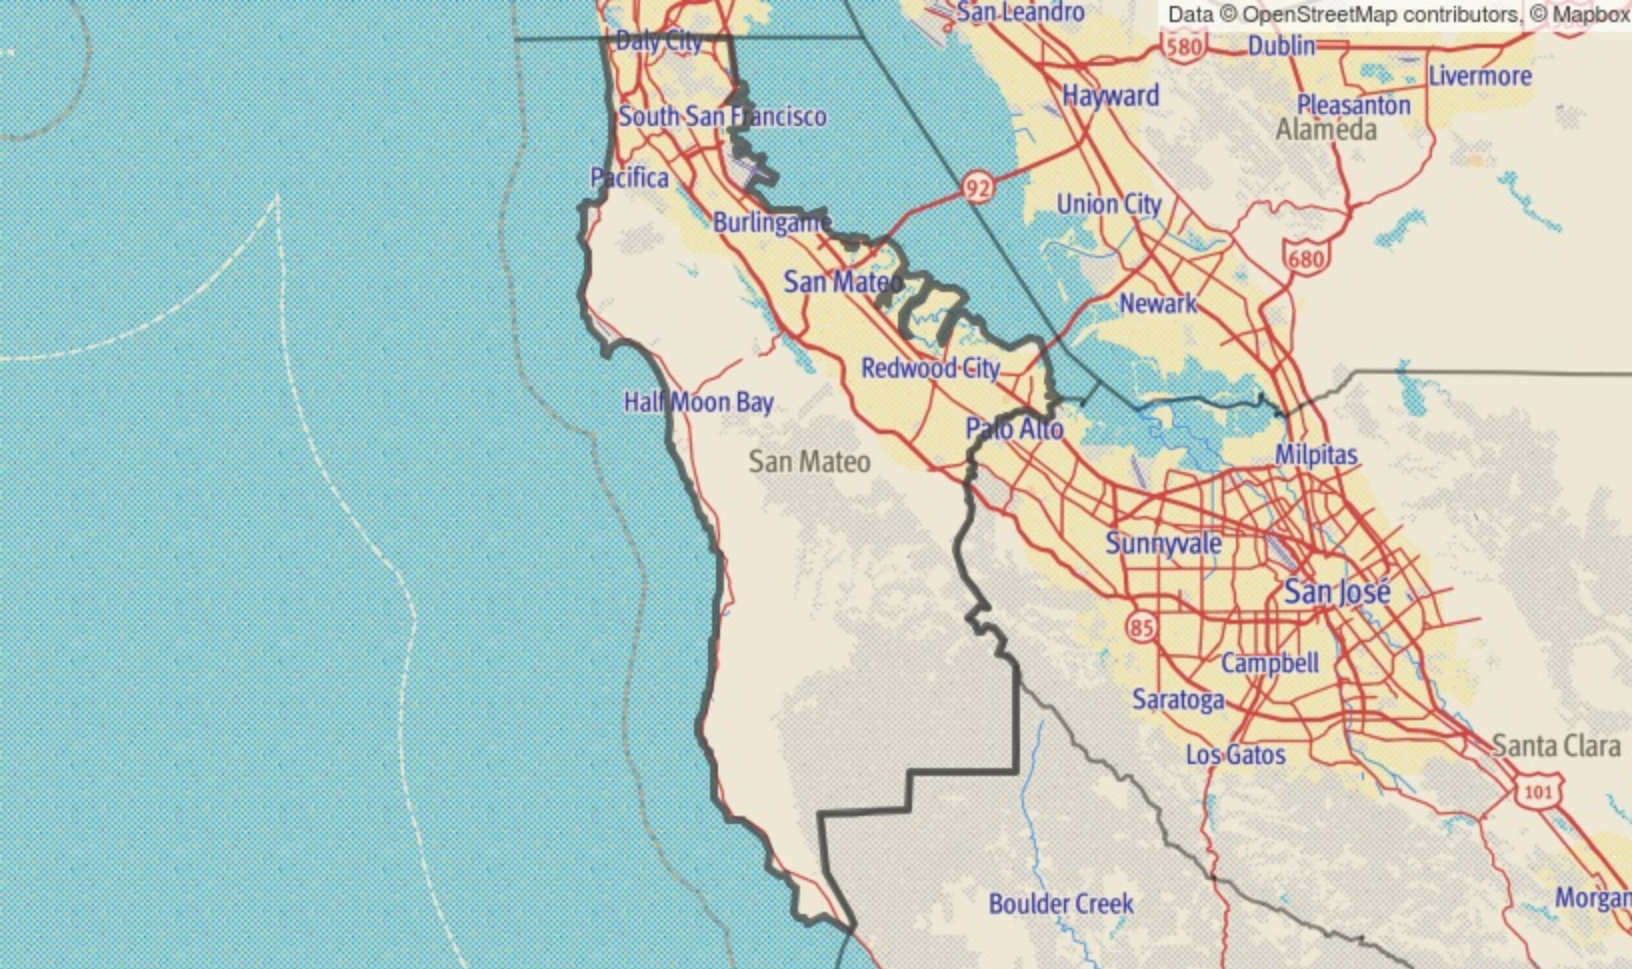 San Leandro
Data © OpenStreetMap contributors, © Mapbox
Daly City
580
Dublin
Livermore
Hayward
Pleasanton
South San Francisco
Alameda
Pacifica
92
Union City
Burlingame
680
San Mateo
Newark
Redwood City
Half Moon Bay
Palo Alto
San Mateo
Milpitas
Sunnyvale
San José
85
Campbell
Saratoga
Santa Clara
Los Gatos
101
Morgan
Boulder Creek